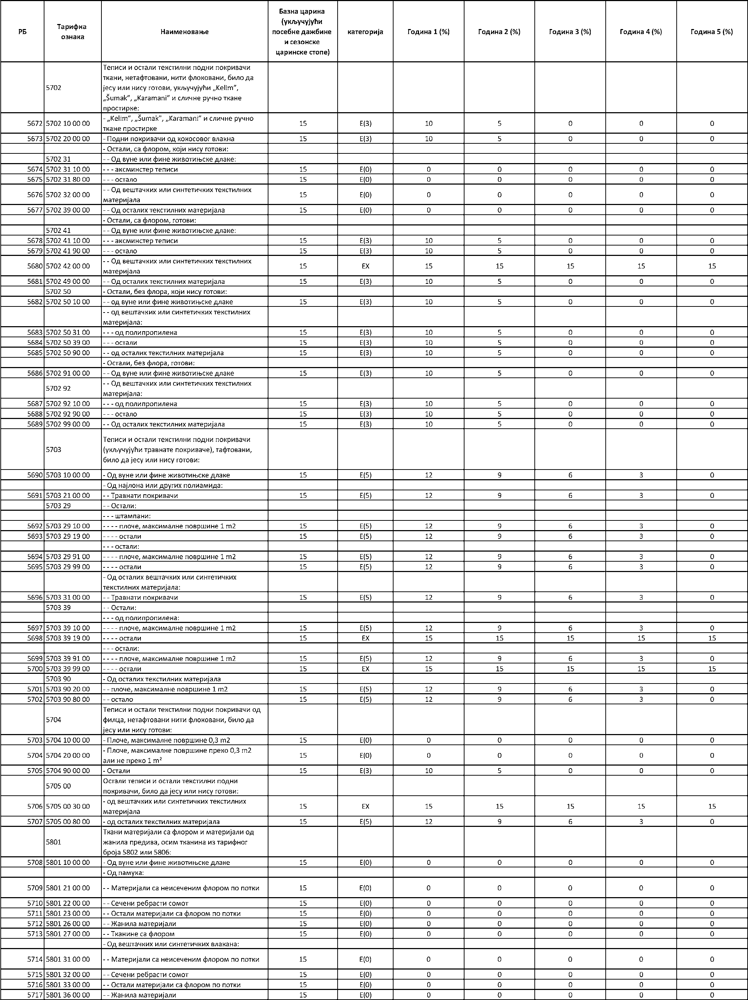 РБ Тарифна ознака Наименовање Базна царина (укључујући посебне дажбине и сезонске царинске стопе) категорија Година 1 (%) Година 2 (%) Година 3 (%) Година 4 (%) Година 5 (%)
5702 Теписи и остали текстилни подни покривачи
ткани, нетафтовани, нити флоковани, било да
јесу или нису готови, укључујући „Kelim”,
„Šumak”, „Karamani” и сличне ручно ткане
простирке:
5672 5702 10 00 00 - „Kelim”, „Šumak”, „Karamani” и сличне ручно
ткане простирке 15 E(3) 10 5 0 0 0
5673 5702 20 00 00 - Подни покривачи од кокосовог влакна 15 E(3) 10 5 0 0 0
- Остали, са флором, који нису готови:
5702 31 - - Од вуне или фине животињске длаке:
5674 5702 31 10 00 - - - аксминстер теписи 15 E(0) 0 0 0 0 0
5675 5702 31 80 00 - - - остало 15 E(0) 0 0 0 0 0
5676 5702 32 00 00 - - Од вештачких или синтетичких текстилних
материјала 15 E(0) 0 0 0 0 0
5677 5702 39 00 00 - - Од осталих текстилних материјала 15 E(0) 0 0 0 0 0
- Остали, са флором, готови:
5702 41 - - Од вуне или фине животињске длаке:
5678 5702 41 10 00 - - - аксминстер теписи 15 E(3) 10 5 0 0 0
5679 5702 41 90 00 - - - остало 15 E(3) 10 5 0 0 0
5680 5702 42 00 00 - - Од вештачких или синтетичких текстилних
материјала 15 EX 15 15 15 15 15
5681 5702 49 00 00 - - Од осталих текстилних материјала 15 E(3) 10 5 0 0 0
5702 50 - Остали, без флора, који нису готови:
5682 5702 50 10 00 - - од вуне или фине животињске длаке 15 E(3) 10 5 0 0 0
- - од вештачких или синтетичких текстилних
материјала:
5683 5702 50 31 00 - - - од полипропилена 15 E(3) 10 5 0 0 0
5684 5702 50 39 00 - - - остали 15 E(3) 10 5 0 0 0
5685 5702 50 90 00 - - од осталих текстилних материјала 15 E(3) 10 5 0 0 0
- Остали, без флора, готови:
5686 5702 91 00 00 - - Од вуне или фине животињске длаке 15 E(3) 10 5 0 0 0
5702 92 - - Од вештачких или синтетичких текстилних
материјала:
5687 5702 92 10 00 - - - од полипропилена 15 E(3) 10 5 0 0 0
5688 5702 92 90 00 - - - остало 15 E(3) 10 5 0 0 0
5689 5702 99 00 00 - - Од осталих текстилних материјала 15 E(3) 10 5 0 0 0
5703 Теписи и остали текстилни подни покривачи
(укључујући травнате покриваче), тафтовани,
било да јесу или нису готови:
5690 5703 10 00 00 - Од вуне или фине животињске длаке 15 E(5) 12 9 6 3 0
- Од најлона или других полиамида:
5691 5703 21 00 00 - - Травнати покривачи 15 E(5) 12 9 6 3 0
5703 29 - - Остали:
- - - штампани:
5692 5703 29 10 00 - - - - плоче, максималне површине 1 m2 15 E(5) 12 9 6 3 0
5693 5703 29 19 00 - - - - остали 15 E(5) 12 9 6 3 0
- - - остали:
5694 5703 29 91 00 - - - - плоче, максималне површине 1 m2 15 E(5) 12 9 6 3 0
5695 5703 29 99 00 - - - - остали 15 E(5) 12 9 6 3 0
- Од осталих вештачких или синтетичких
текстилних материјала:
5696 5703 31 00 00 - - Травнати покривачи 15 E(5) 12 9 6 3 0
5703 39 - - Остали:
- - - од полипропилена:
5697 5703 39 10 00 - - - - плоче, максималне површине 1 m2 15 E(5) 12 9 6 3 0
5698 5703 39 19 00 - - - - остали 15 EX 15 15 15 15 15
- - - остали:
5699 5703 39 91 00 - - - - плоче, максималне површине 1 m2 15 E(5) 12 9 6 3 0
5700 5703 39 99 00 - - - - остали 15 EX 15 15 15 15 15
5703 90 - Од осталих текстилних материјала
5701 5703 90 20 00 - - плоче, максималне површине 1 m2 15 E(5) 12 9 6 3 0
5702 5703 90 80 00 - - остало 15 E(5) 12 9 6 3 0
5704 Теписи и остали текстилни подни покривачи од
филца, нетафтовани нити флоковани, било да
јесу или нису готови:
5703 5704 10 00 00 - Плоче, максималне површине 0,3 m2 15 E(0) 0 0 0 0 0
5704 5704 20 00 00 - Плоче, максималне површине преко 0,3 m2
али не преко 1 m² 15 E(0) 0 0 0 0 0
5705 5704 90 00 00 - Остали 15 E(3) 10 5 0 0 0
5705 00 Остали теписи и остали текстилни подни
покривачи, било да јесу или нису готови:
5706 5705 00 30 00 - од вештачких или синтетичких текстилних
материјала 15 EX 15 15 15 15 15
5707 5705 00 80 00 - од осталих текстилних материјала 15 E(5) 12 9 6 3 0
5801 Ткани материјали са флором и материјали од
жанила предива, осим тканина из тарифног
броја 5802 или 5806:
5708 5801 10 00 00 - Од вуне или фине животињске длаке 15 E(0) 0 0 0 0 0
- Од памука:
5709 5801 21 00 00 - - Материјали са неисеченим флором по потки 15 E(0) 0 0 0 0 0
5710 5801 22 00 00 - - Сечени ребрасти сомот 15 E(0) 0 0 0 0 0
5711 5801 23 00 00 - - Остали материјали са флором по потки 15 E(0) 0 0 0 0 0
5712 5801 26 00 00 - - Жанила материјали 15 E(0) 0 0 0 0 0
5713 5801 27 00 00 - - Тканине са флором 15 E(0) 0 0 0 0 0
- Од вештачких или синтетичких влакана:
5714 5801 31 00 00 - - Материјали са неисеченим флором по потки 15 E(0) 0 0 0 0 0
5715 5801 32 00 00 - - Сечени ребрасти сомот 15 E(0) 0 0 0 0 0
5716 5801 33 00 00 - - Остали материјали са флором по потки 15 E(0) 0 0 0 0 0
5717 5801 36 00 00 - - Жанила материјали 15 E(0) 0 0 0 0 0